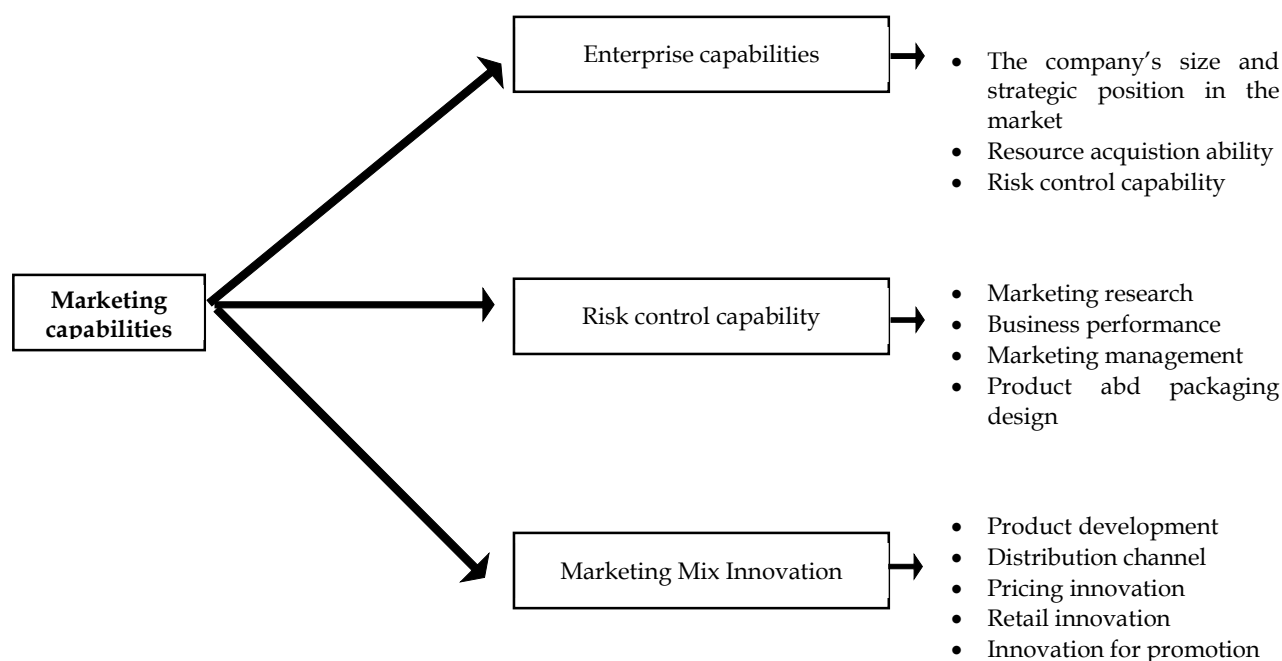 Enterprise capabilities
• The company’s size and
strategic position in the
market
• Resource acquistion ability
• Risk control capability
Marketing
capabilities
Risk control capability
• Marketing research
• Business performance
• Marketing management
• Product abd packaging
design
Marketing Mix Innovation
• Product development
• Distribution channel
• Pricing innovation
• Retail innovation
• Innovation for promotion